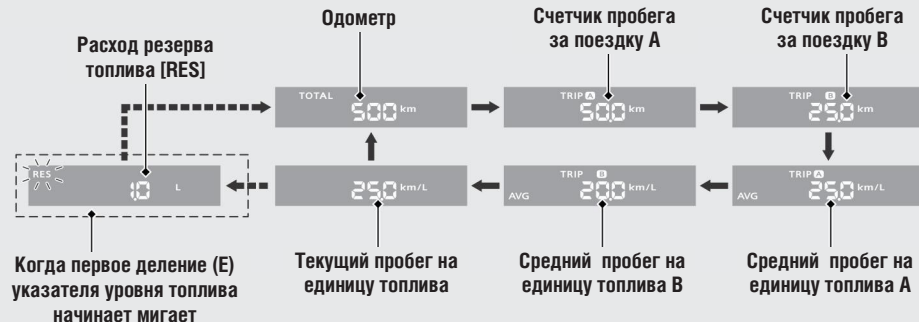 Одометр
Счетчик пробега
за поездку A
Счетчик пробега
за поездку B
Расход резерва
топлива [RES]
TOTAL
500 km
TRIP A
50.0 km
TRIP B
25.0 km
RES
1.0 L
25.0 km/L
TRIP B
AVG 20.0 km/L
TRIP A
AVG 25.0 km/L
Когда первое деление (E)
указателя уровня топлива
начинает мигает
Текущий пробег на
единицу топлива
Средний пробег на
единицу топлива B
Средний пробег на
единицу топлива A